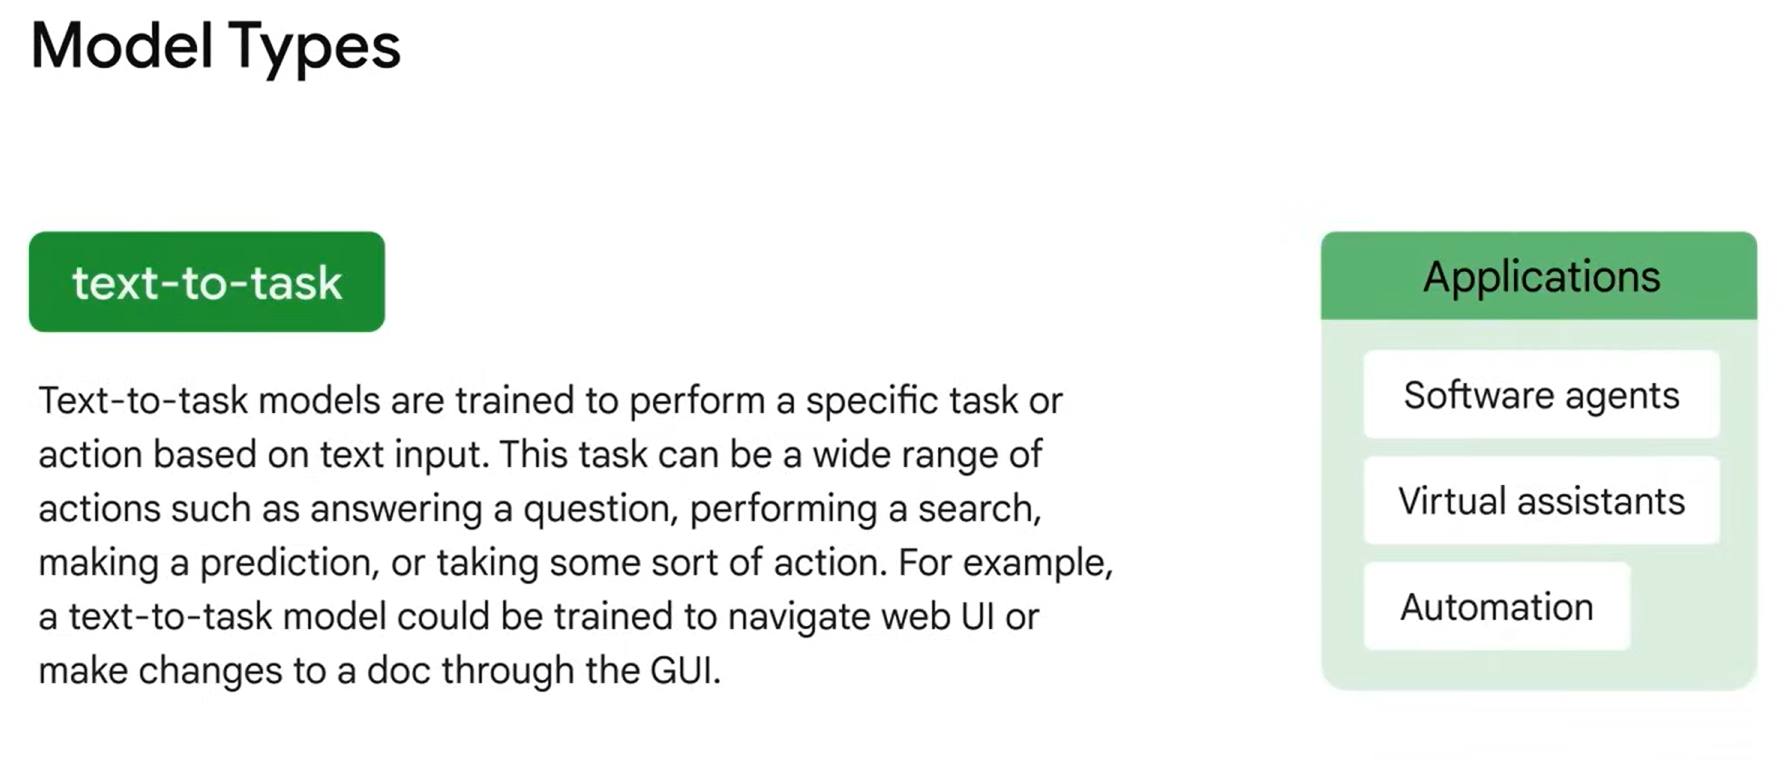 Model Types
text-to-task
Text-to-task models are trained to perform a specific task or
action based on text input. This task can be a wide range of
actions such as answering a question, performing a search,
making a prediction, or taking some sort of action. For example,
a text-to-task model could be trained to navigate web UI or
make changes to a doc through the GUI.
Applications
Software agents
Virtual assistants
Automation